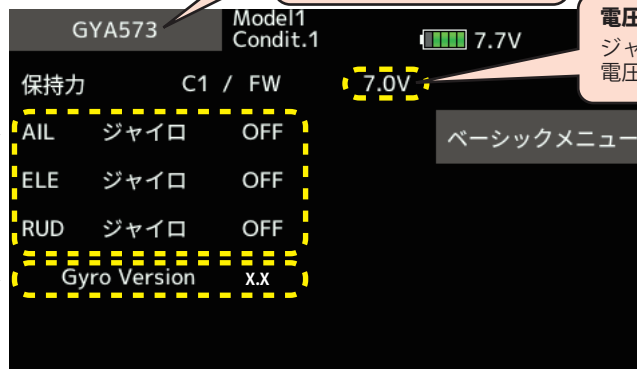 GYA573
Model1
Condit.1
7.7V
電圧
ジャ
電圧
保持力 C1 / FW 7.0V
AIL ジャイロ OFF
ベーシックメニュー
ELE ジャイロ OFF
RUD ジャイロ OFF
Gyro Version X.X